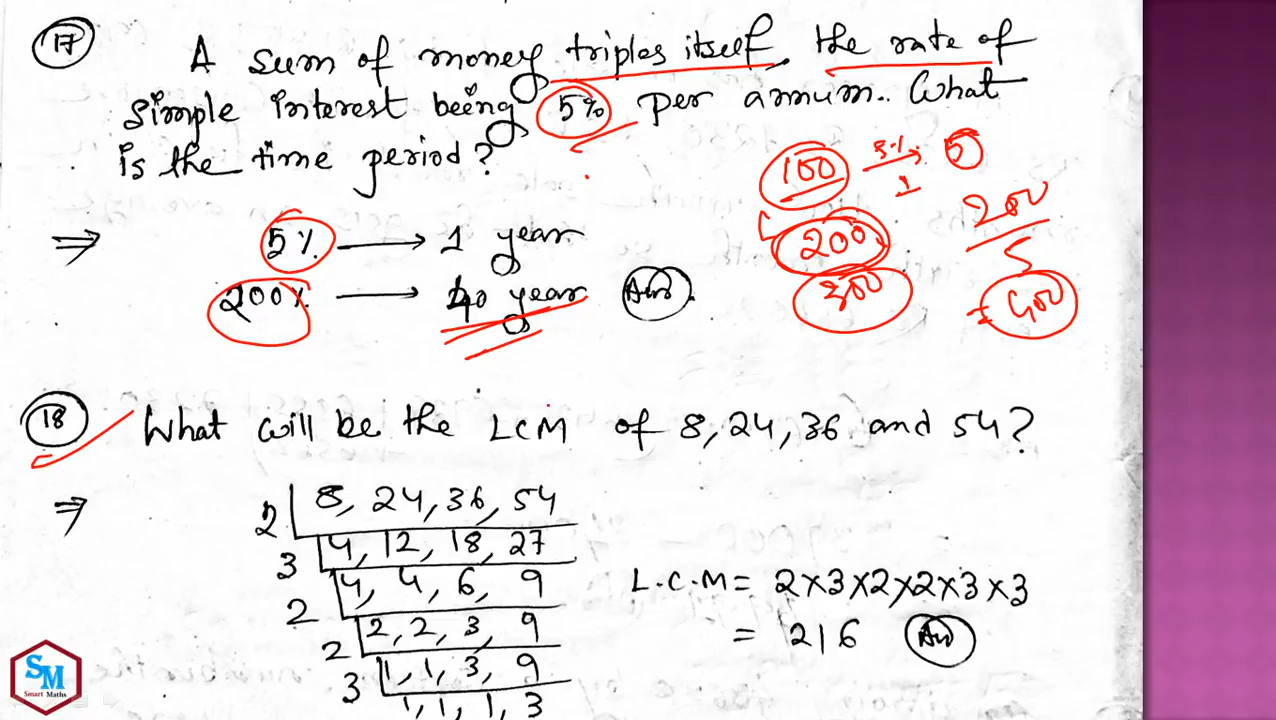 17 A sum of money triples itself, the rate of
simple interest being 5% per annum. What
is the time period?
100 5% 1 5
⇒ 5% → 1 year
200
200
5
200% → 40 year Ans.
300
= 400
18 What will be the LCM of 8, 24, 36 and 54?
⇒ 2 | 8, 24, 36, 54
3 | 4, 12, 18, 27
2 | 4, 4, 6, 9
2 | 2, 2, 3, 9
3 | 1, 1, 3, 9
1, 1, 1, 3
L.C.M = 2×3×2×2×3×3
= 216 Ans
SM
Smart Maths